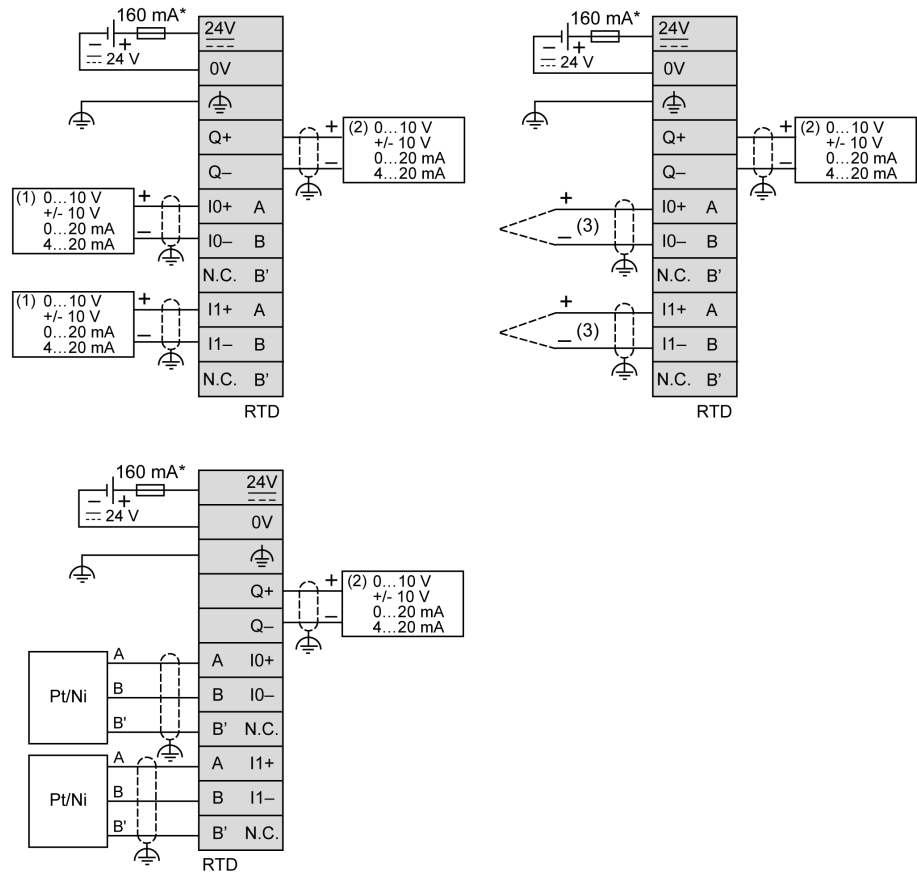 160 mA*
24V
– +
24 V
0V
Q+
Q–
(2) 0...10 V
+/- 10 V
0...20 mA
4...20 mA
+
–
(1) 0...10 V
+/- 10 V
0...20 mA
4...20 mA
+
–
I0+ A
I0– B
N.C. B'
(1) 0...10 V
+/- 10 V
0...20 mA
4...20 mA
+
–
I1+ A
I1– B
N.C. B'
RTD
160 mA*
24V
– +
24 V
0V
Q+
Q–
+
–
(2) 0...10 V
+/- 10 V
0...20 mA
4...20 mA
+
– (3)
I0+ A
I0– B
N.C. B'
+
– (3)
I1+ A
I1– B
N.C. B'
RTD
160 mA*
24V
– +
24 V
0V
Q+
Q–
+
–
(2) 0...10 V
+/- 10 V
0...20 mA
4...20 mA
Pt/Ni
A
B
B'
A I0+
B I0–
B' N.C.
Pt/Ni
A
B
B'
A I1+
B I1–
B' N.C.
RTD